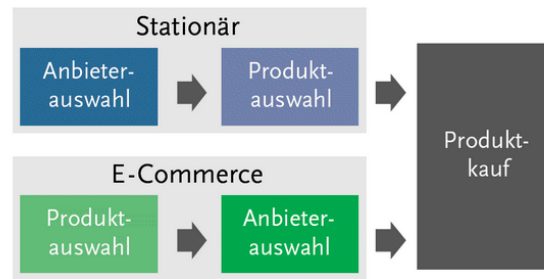 Stationär
Anbieter-
auswahl
Produkt-
auswahl
E-Commerce
Produkt-
auswahl
Anbieter-
auswahl
Produkt-
kauf